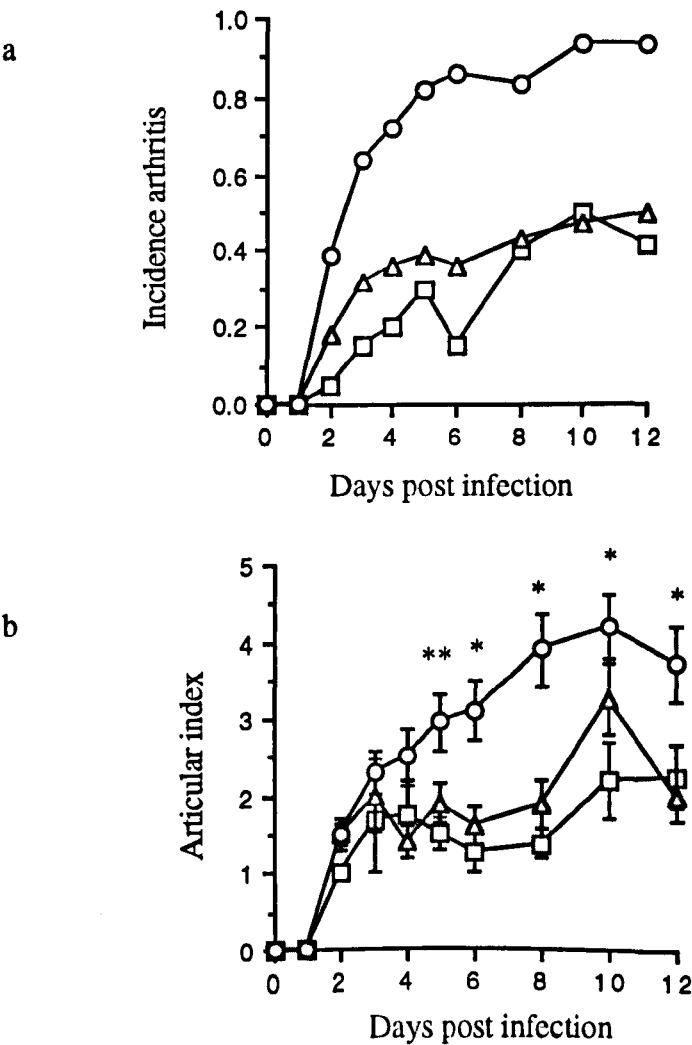 a
1.0
0.8
0.6
0.4
0.2
0.0
Incidence arthritis
0 2 4 6 8 10 12
Days post infection
b
5
4
3
2
1
0
Articular index
** * * * *
0 2 4 6 8 10 12
Days post infection